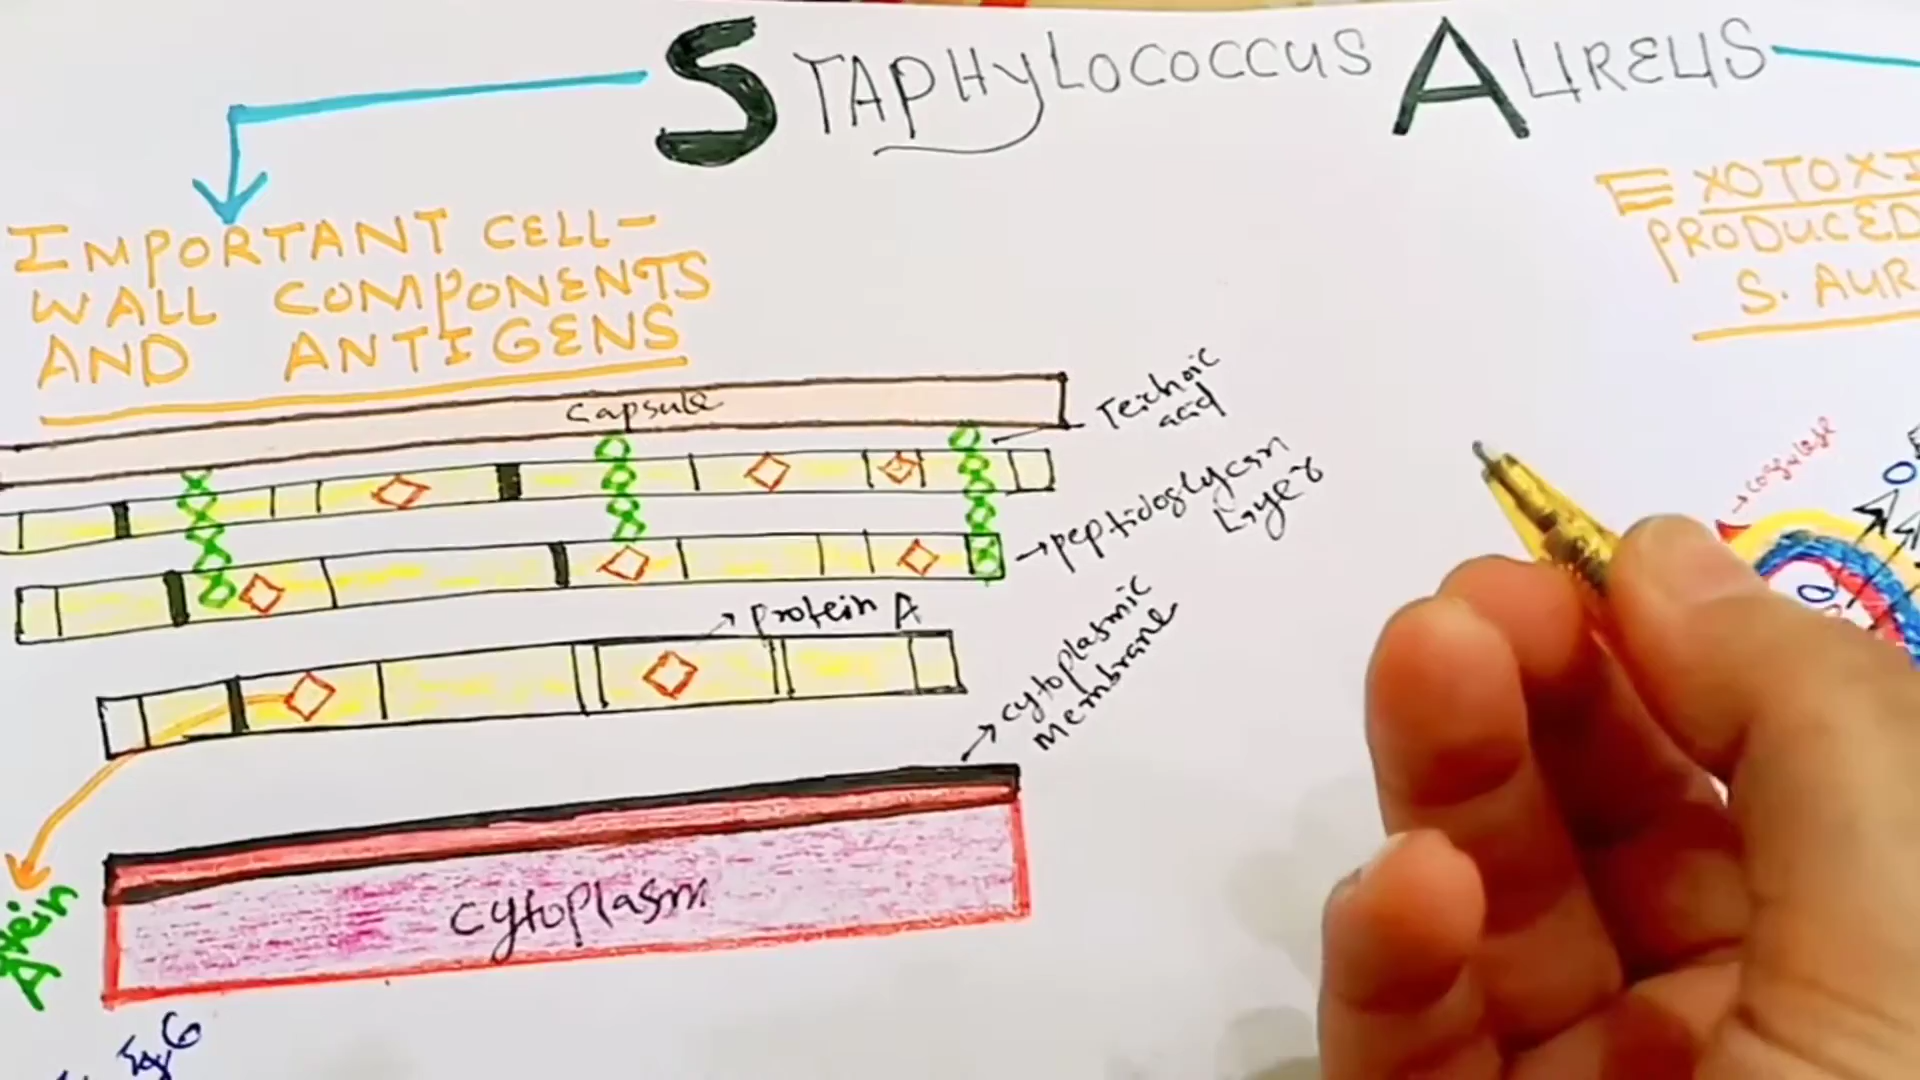 STAPHYLOCOCCUS AUREUS
IMPORTANT CELL-
WALL COMPONENTS
AND ANTIGENS
EXOTOXI
PRODUCED
S. AUR
Capsule
Teichoic
acid
peptidoglycan
Layer
→coagulase
Protein A
cytoplasmic
membrane
cytoplasm
A